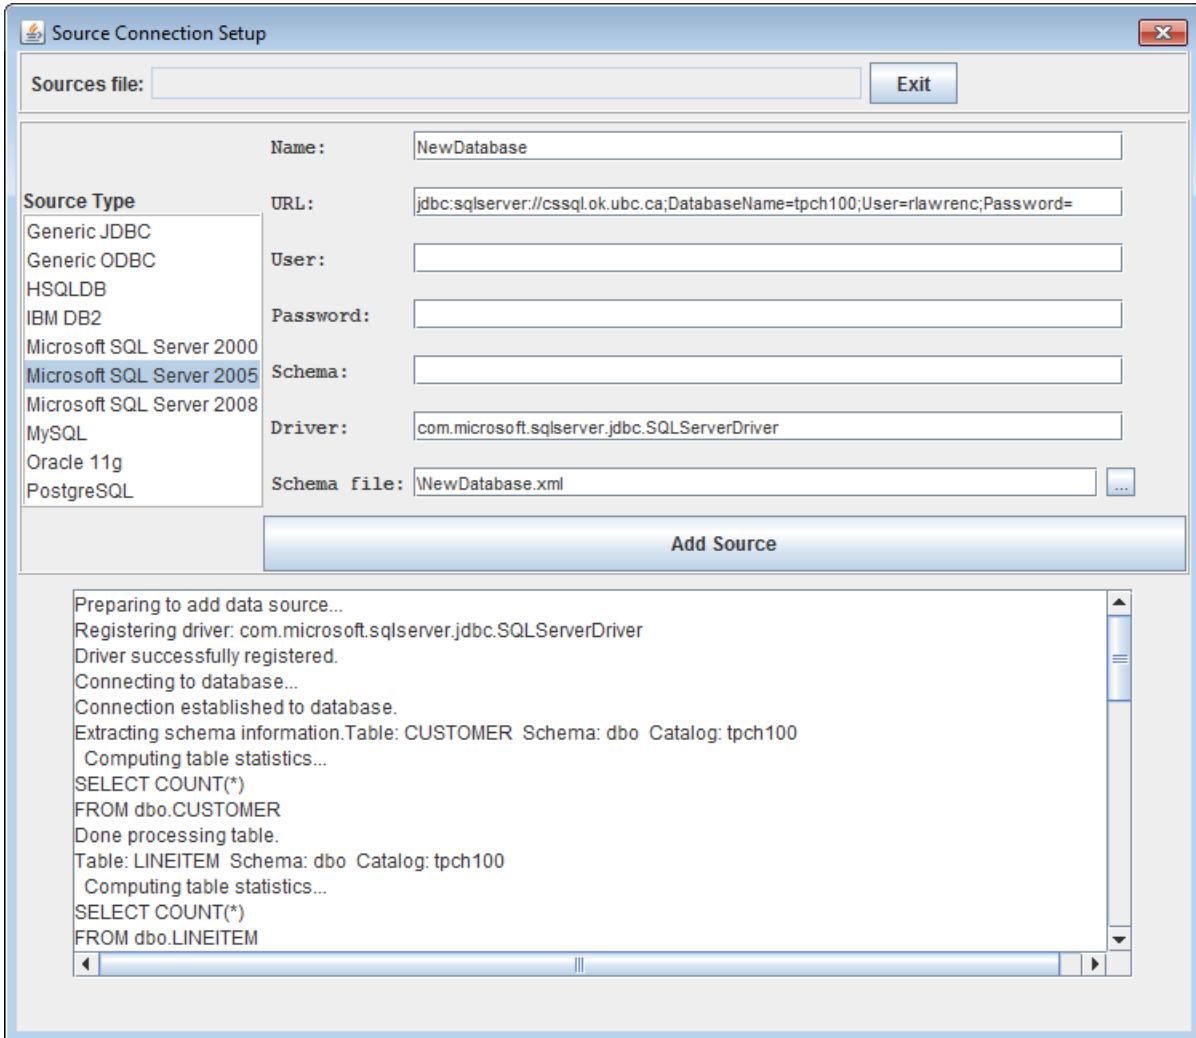 Source Connection Setup
Sources file:
Exit
Name: NewDatabase
Source Type
Generic JDBC
Generic ODBC
HSQLDB
IBM DB2
Microsoft SQL Server 2000
Microsoft SQL Server 2005
Microsoft SQL Server 2008
MySQL
Oracle 11g
PostgreSQL
URL: jdbc:sqlserver://cssql.ok.ubc.ca;DatabaseName=tpch100;User=rlawrenc;Password=
User:
Password:
Schema:
Driver: com.microsoft.sqlserver.jdbc.SQLServerDriver
Schema file: \NewDatabase.xml ...
Add Source
Preparing to add data source...
Registering driver: com.microsoft.sqlserver.jdbc.SQLServerDriver
Driver successfully registered.
Connecting to database...
Connection established to database.
Extracting schema information.Table: CUSTOMER  Schema: dbo  Catalog: tpch100
  Computing table statistics...
SELECT COUNT(*)
FROM dbo.CUSTOMER
Done processing table.
Table: LINEITEM  Schema: dbo  Catalog: tpch100
  Computing table statistics...
SELECT COUNT(*)
FROM dbo.LINEITEM